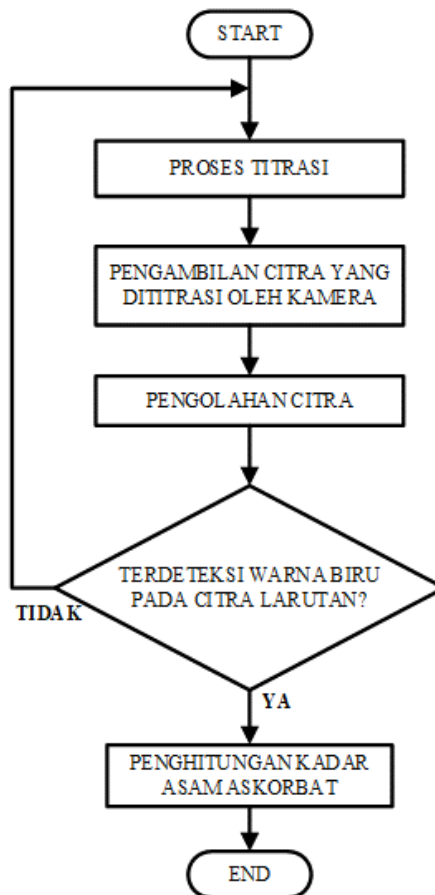 START
PROSES TITRASI
PENGAMBILAN CITRA YANG
DITITRASI OLEH KAMERA
PENGOLAHAN CITRA
TERDETEKSI WARNA BIRU
PADA CITRA LARUTAN?
TIDAK
YA
PENGHITUNGAN KADAR
ASAM ASKORBAT
END